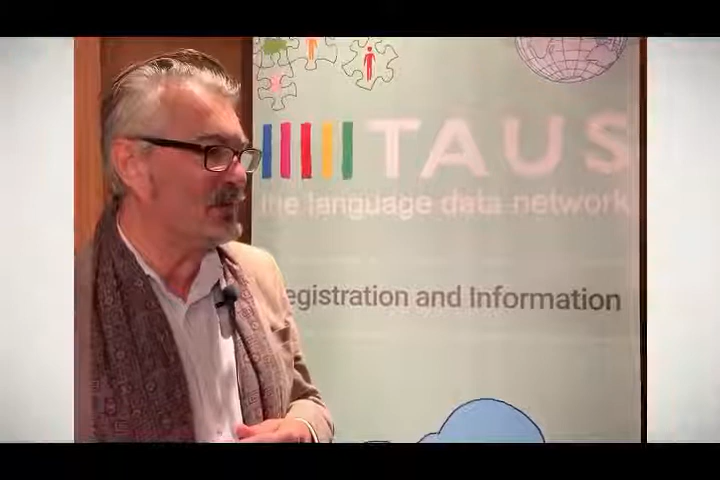 TAUS
the language data network
egistration and Information